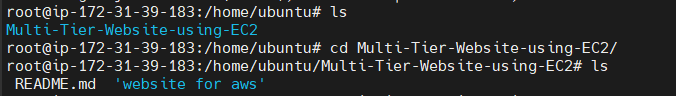 root@ip-172-31-39-183:/home/ubuntu# ls
Multi-Tier-Website-using-EC2
root@ip-172-31-39-183:/home/ubuntu# cd Multi-Tier-Website-using-EC2/
root@ip-172-31-39-183:/home/ubuntu/Multi-Tier-Website-using-EC2# ls
README.md  'website for aws'